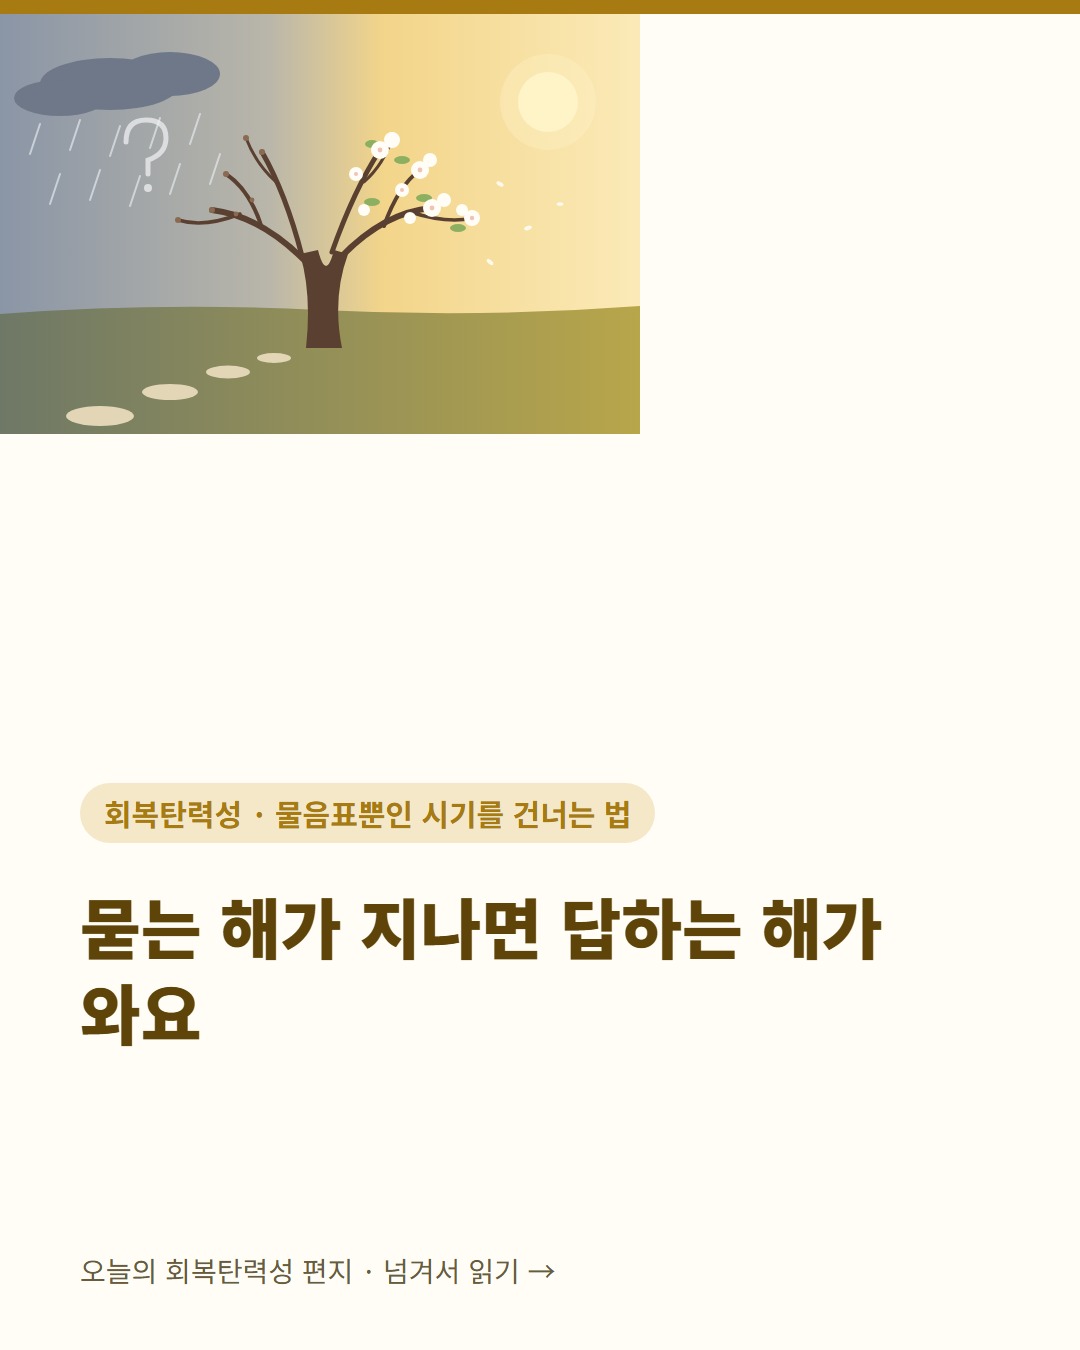 ?
회복탄력성 · 물음표뿐인 시기를 건너는 법
묻는 해가 지나면 답하는 해가
와요
오늘의 회복탄력성 편지 · 넘겨서 읽기 →